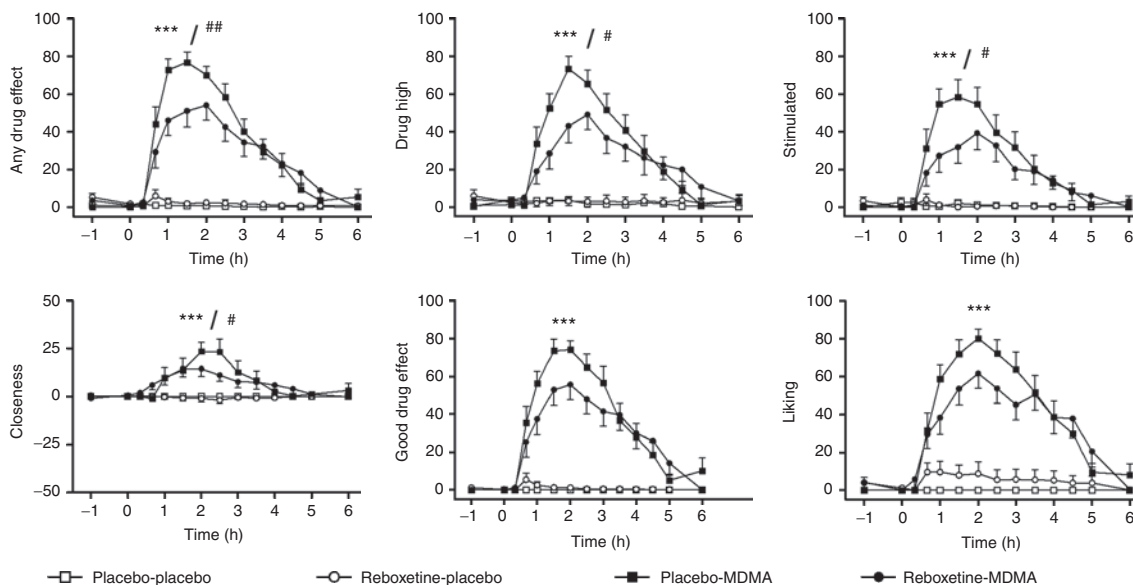 100
80
60
40
20
0
Any drug effect
*** / ##
–1 0 1 2 3 4 5 6
Time (h)
100
80
60
40
20
0
Drug high
*** / #
–1 0 1 2 3 4 5 6
Time (h)
100
80
60
40
20
0
Stimulated
*** / #
–1 0 1 2 3 4 5 6
Time (h)
50
25
0
–25
–50
Closeness
*** / #
–1 0 1 2 3 4 5 6
Time (h)
100
80
60
40
20
0
Good drug effect
***
–1 0 1 2 3 4 5 6
Time (h)
100
80
60
40
20
0
Liking
***
–1 0 1 2 3 4 5 6
Time (h)
Placebo-placebo Reboxetine-placebo Placebo-MDMA Reboxetine-MDMA